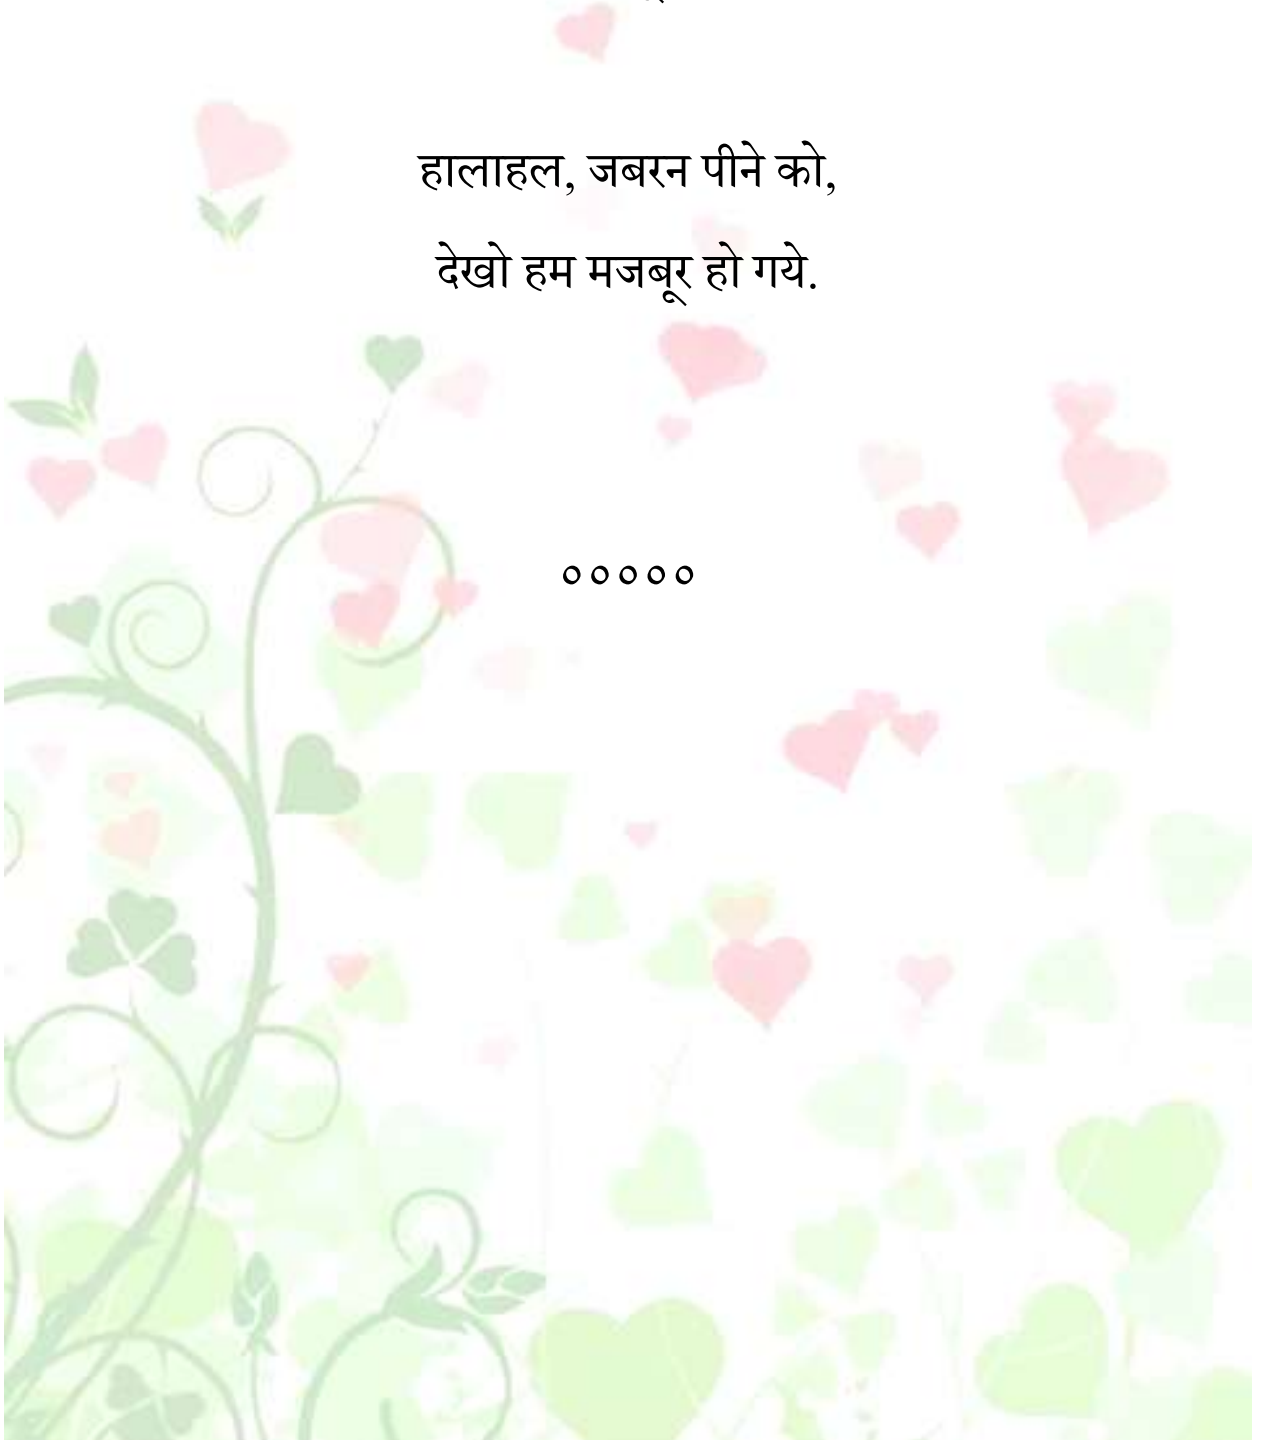 हालाहल, जबरन पीने को,
देखो हम मजबूर हो गये.
०००००